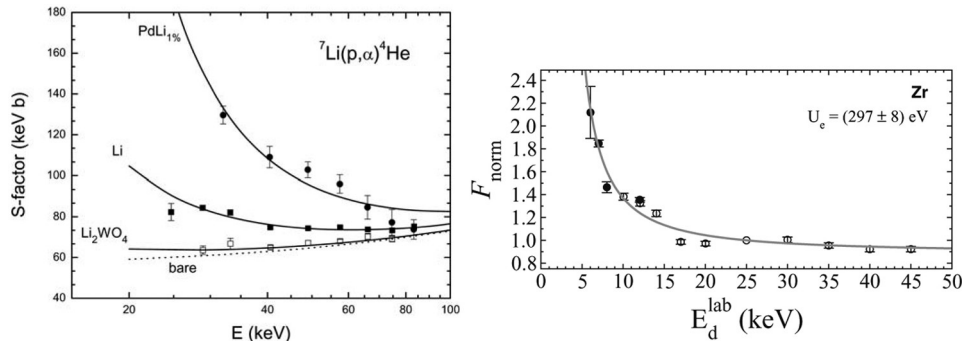 180
160
140
120
100
80
60
40
S-factor (keV b)
PdLi1%
7Li(p,α)4He
Li
Li2WO4
bare
20
40
60
80
100
E (keV)
2.4
2.2
2.0
1.8
1.6
1.4
1.2
1.0
0.8
Fnorm
Zr
Ue = (297 ± 8) eV
0 5 10 15 20 25 30 35 40 45 50
Edlab (keV)